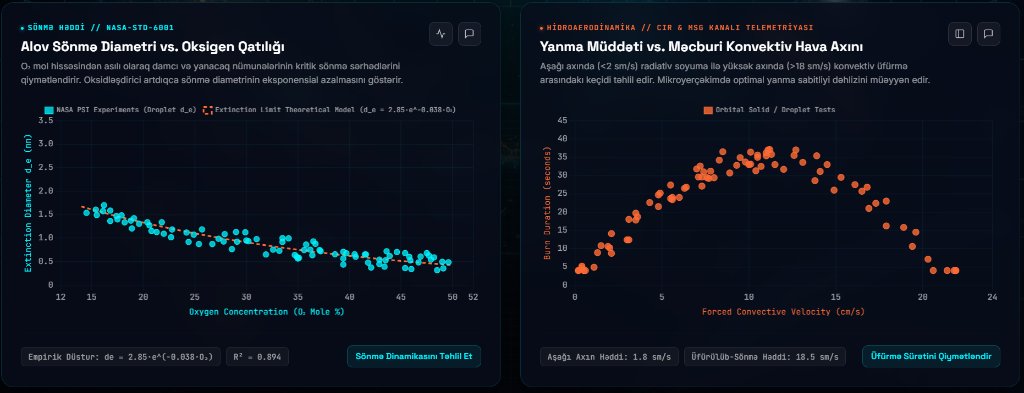 SÖNMƏ HƏDDİ // NASA-STD-6001
Alov Sönmə Diametri vs. Oksigen Qatılığı
O₂ mol hissəsindən asılı olaraq damcı və yanacaq nümunələrinin kritik sönmə sərhədlərini
qiymətləndirir. Oksidləşdirici artdıqca sönmə diametrinin eksponensial azalmasını göstərir.
NASA PSI Experiments (Droplet d_e)
Extinction Limit Theoretical Model (d_e = 2.85·e^-0.038·O₂)
3.5
3.0
2.5
2.0
1.5
1.0
0.5
0
Extinction Diameter d_e (mm)
12 15 20 25 30 35 40 45 50 52
Oxygen Concentration (O₂ Mole %)
Empirik Düstur: de = 2.85·e^(-0.038·O₂)
R² = 0.894
Sönmə Dinamikasını Təhlil Et
HİDROAERODİNAMİKA // CIR & MSG KANALI TELEMETRİYASI
Yanma Müddəti vs. Məcburi Konvektiv Hava Axını
Aşağı axında (<2 sm/s) radiativ soyuma ilə yüksək axında (>18 sm/s) konvektiv üfürmə
arasındakı keçidi təhlil edir. Mikroyerçəkimdə optimal yanma sabitliyi dəhlizini müəyyən edir.
Orbital Solid / Droplet Tests
45
40
35
30
25
20
15
10
5
0
Burn Duration (seconds)
0 5 10 15 20 24
Forced Convective Velocity (cm/s)
Aşağı Axın Həddi: 1.8 sm/s
Üfürülüb-Sönmə Həddi: 18.5 sm/s
Üfürmə Sürətini Qiymətləndir